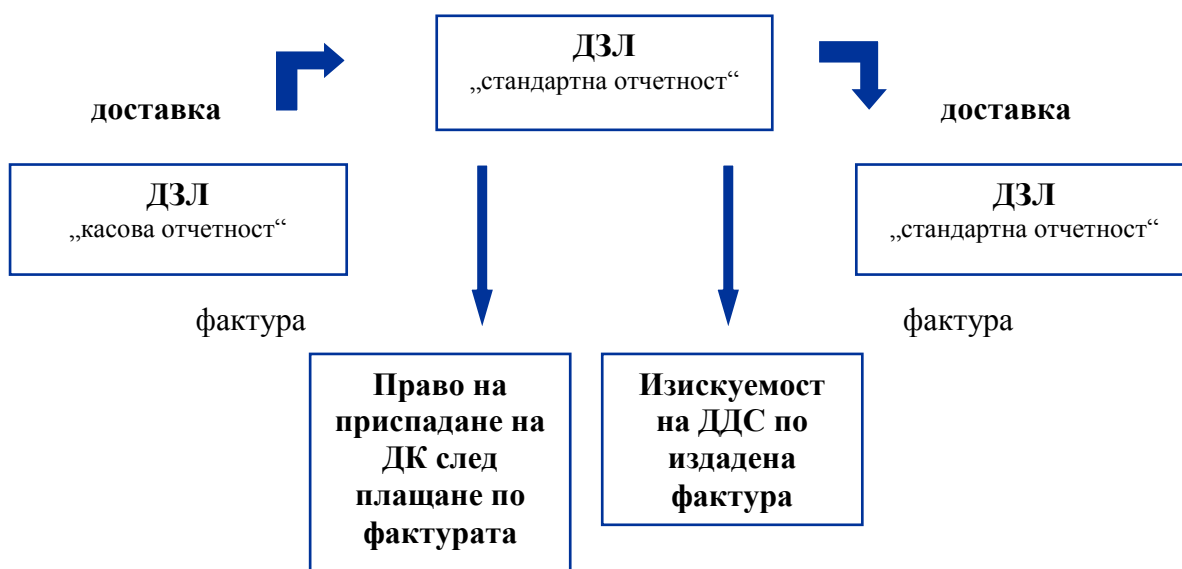 ДЗЛ
„стандартна отчетност“
доставка
доставка
ДЗЛ
„касова отчетност“
ДЗЛ
„стандартна отчетност“
фактура
фактура
Право на
приспадане на
ДК след
плащане по
фактурата
Изискуемост
на ДДС по
издадена
фактура